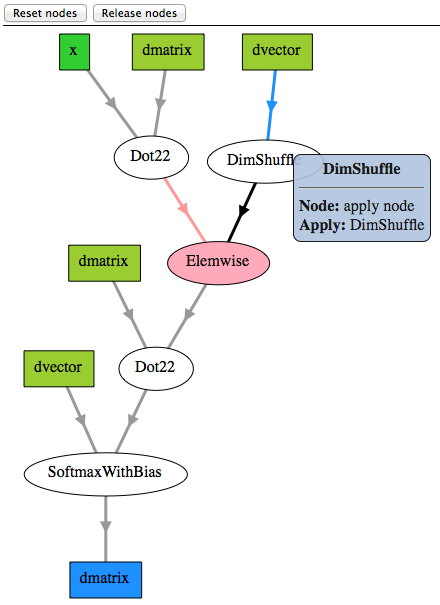 Reset nodes Release nodes
x dmatrix dvector
Dot22 DimShuffle
DimShuffle
Node: apply node
Apply: DimShuffle
Elemwise
dmatrix
dvector Dot22
SoftmaxWithBias
dmatrix